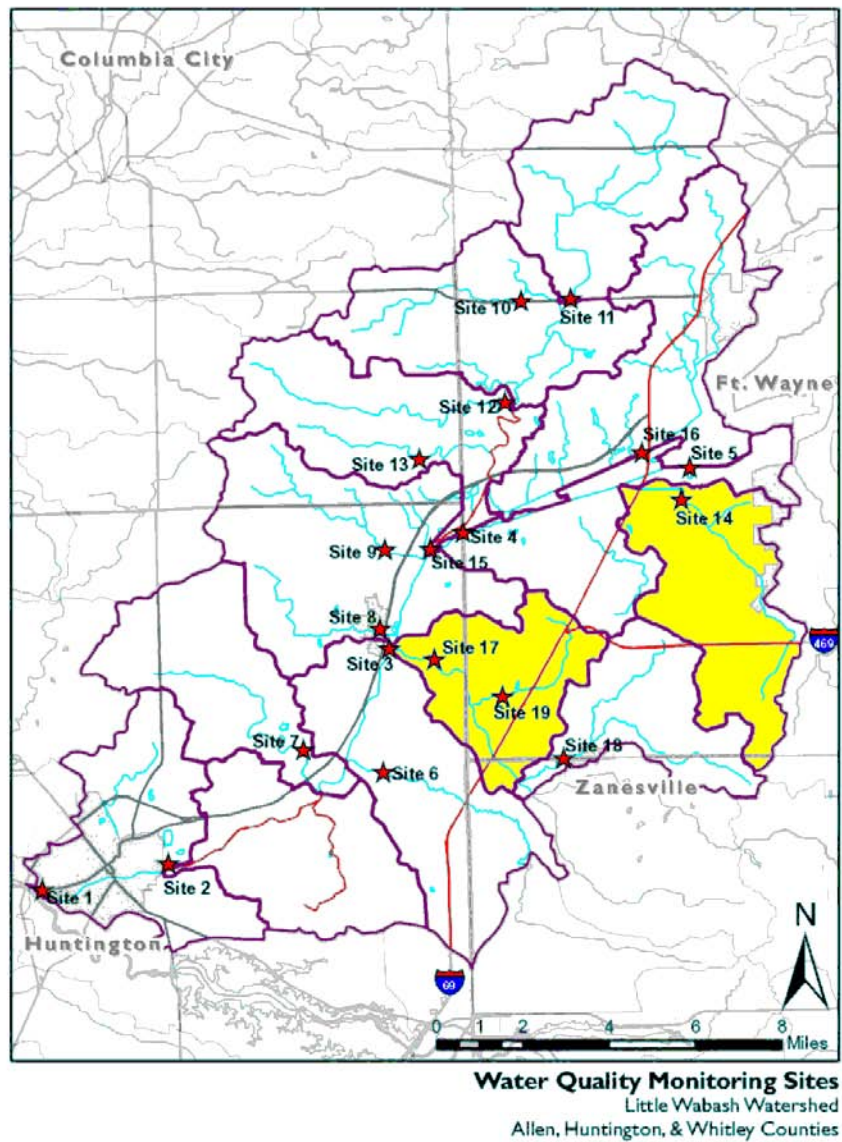 Columbia City
Site 10
Site 11
Ft. Wayne
Site 12
Site 16
Site 5
Site 13
Site 14
Site 4
Site 9
Site 15
Site 8
Site 17
Site 3
469
Site 19
Site 7
Site 18
Site 6
Zanesville
Site 2
Site 1
Huntington
N
69
0 1 2 4 6 8
Miles
Water Quality Monitoring Sites
Little Wabash Watershed
Allen, Huntington, & Whitley Counties